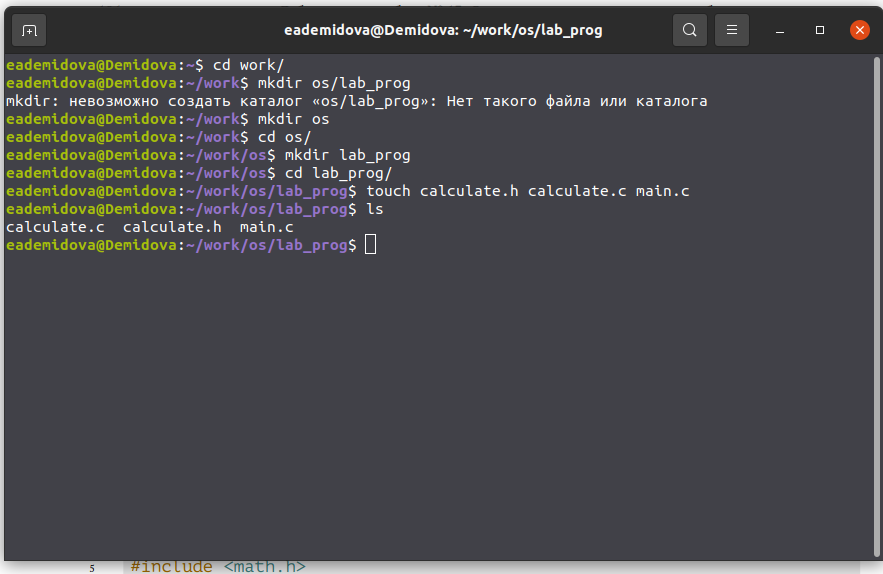 eademidova@Demidova: ~/work/os/lab_prog
eademidova@Demidova:~$ cd work/
eademidova@Demidova:~/work$ mkdir os/lab_prog
mkdir: невозможно создать каталог «os/lab_prog»: Нет такого файла или каталога
eademidova@Demidova:~/work$ mkdir os
eademidova@Demidova:~/work$ cd os/
eademidova@Demidova:~/work/os$ mkdir lab_prog
eademidova@Demidova:~/work/os$ cd lab_prog/
eademidova@Demidova:~/work/os/lab_prog$ touch calculate.h calculate.c main.c
eademidova@Demidova:~/work/os/lab_prog$ ls
calculate.c  calculate.h  main.c
eademidova@Demidova:~/work/os/lab_prog$
5 #include <math.h>